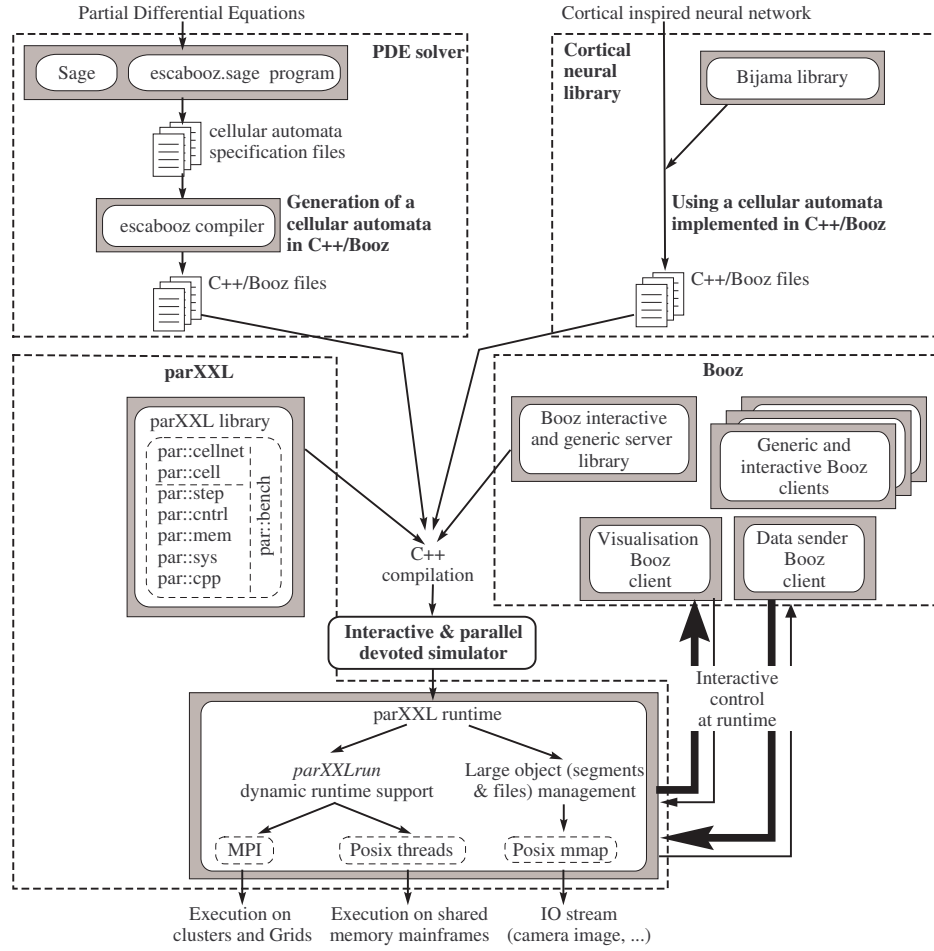 Partial Differential Equations
Cortical inspired neural network
PDE solver
Sage
escabooz.sage program
cellular automata
specification files
Generation of a
cellular automata
in C++/Booz
escabooz compiler
C++/Booz files
Cortical
neural
library
Bijama library
Using a cellular automata
implemented in C++/Booz
C++/Booz files
parXXL
parXXL library
par::cellnet
par::cell
par::step
par::cntrl
par::mem
par::sys
par::cpp
par::bench
Booz
Booz interactive
and generic server
library
Generic and
interactive Booz
clients
Visualisation
Booz
client
Data sender
Booz
client
C++
compilation
Interactive & parallel
devoted simulator
Interactive
control
at runtime
parXXL runtime
parXXLrun
dynamic runtime support
Large object (segments
& files) management
MPI
Posix threads
Posix mmap
Execution on
clusters and Grids
Execution on shared
memory mainframes
IO stream
(camera image, ...)